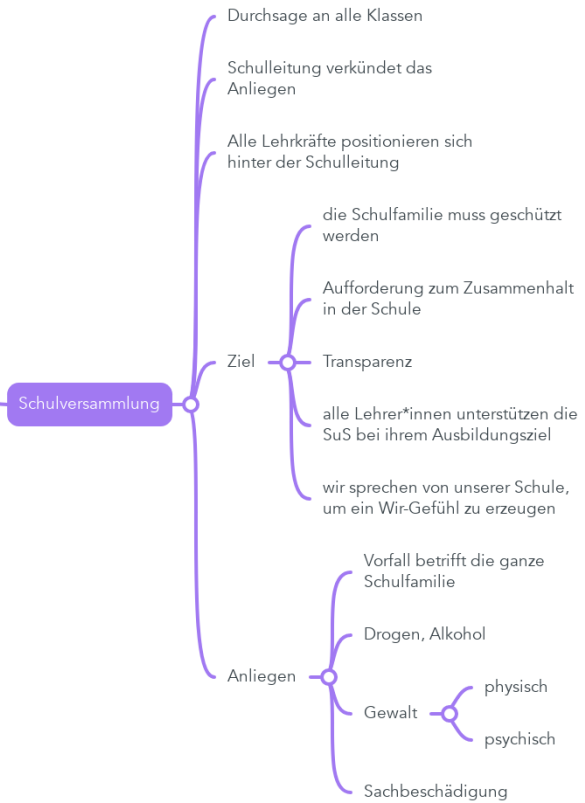 Durchsage an alle Klassen
Schulleitung verkündet das
Anliegen
Alle Lehrkräfte positionieren sich
hinter der Schulleitung
die Schulfamilie muss geschützt
werden
Aufforderung zum Zusammenhalt
in der Schule
Ziel
Transparenz
Schulversammlung
alle Lehrer*innen unterstützen die
SuS bei ihrem Ausbildungsziel
wir sprechen von unserer Schule,
um ein Wir-Gefühl zu erzeugen
Vorfall betrifft die ganze
Schulfamilie
Drogen, Alkohol
Anliegen
physisch
Gewalt
psychisch
Sachbeschädigung